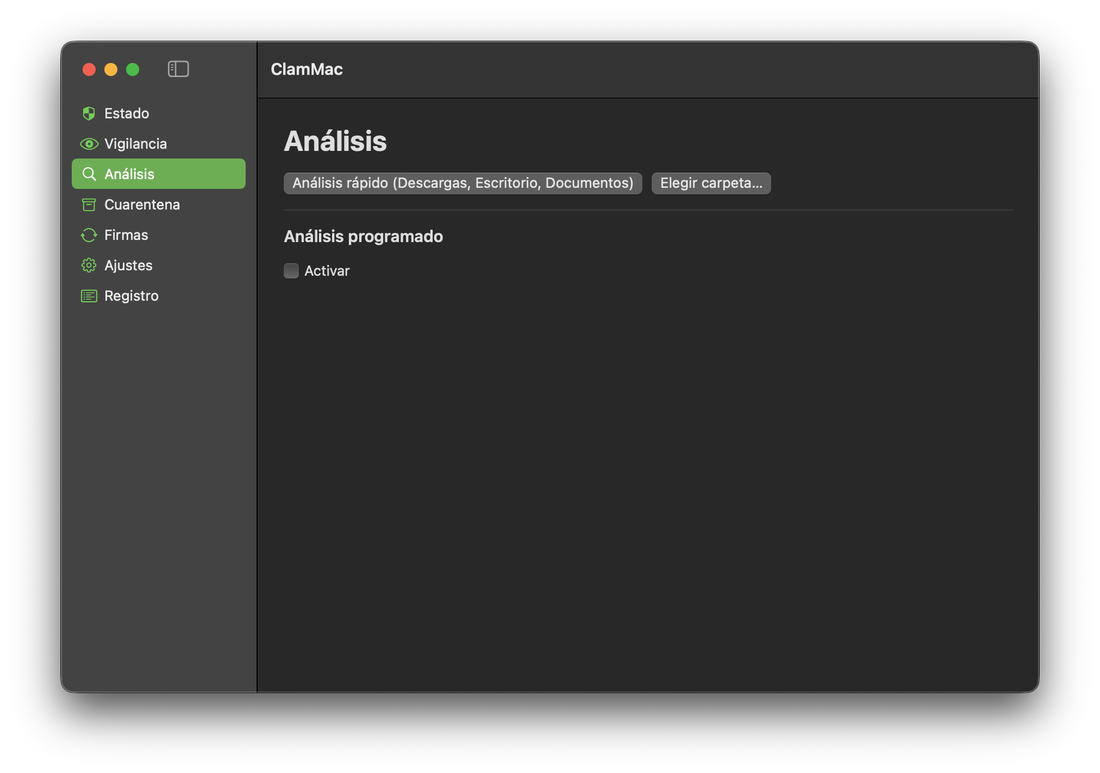 ClamMac
Estado
Vigilancia
Análisis
Cuarentena
Firmas
Ajustes
Registro
Análisis
Análisis rápido (Descargas, Escritorio, Documentos)
Elegir carpeta...
Análisis programado
Activar